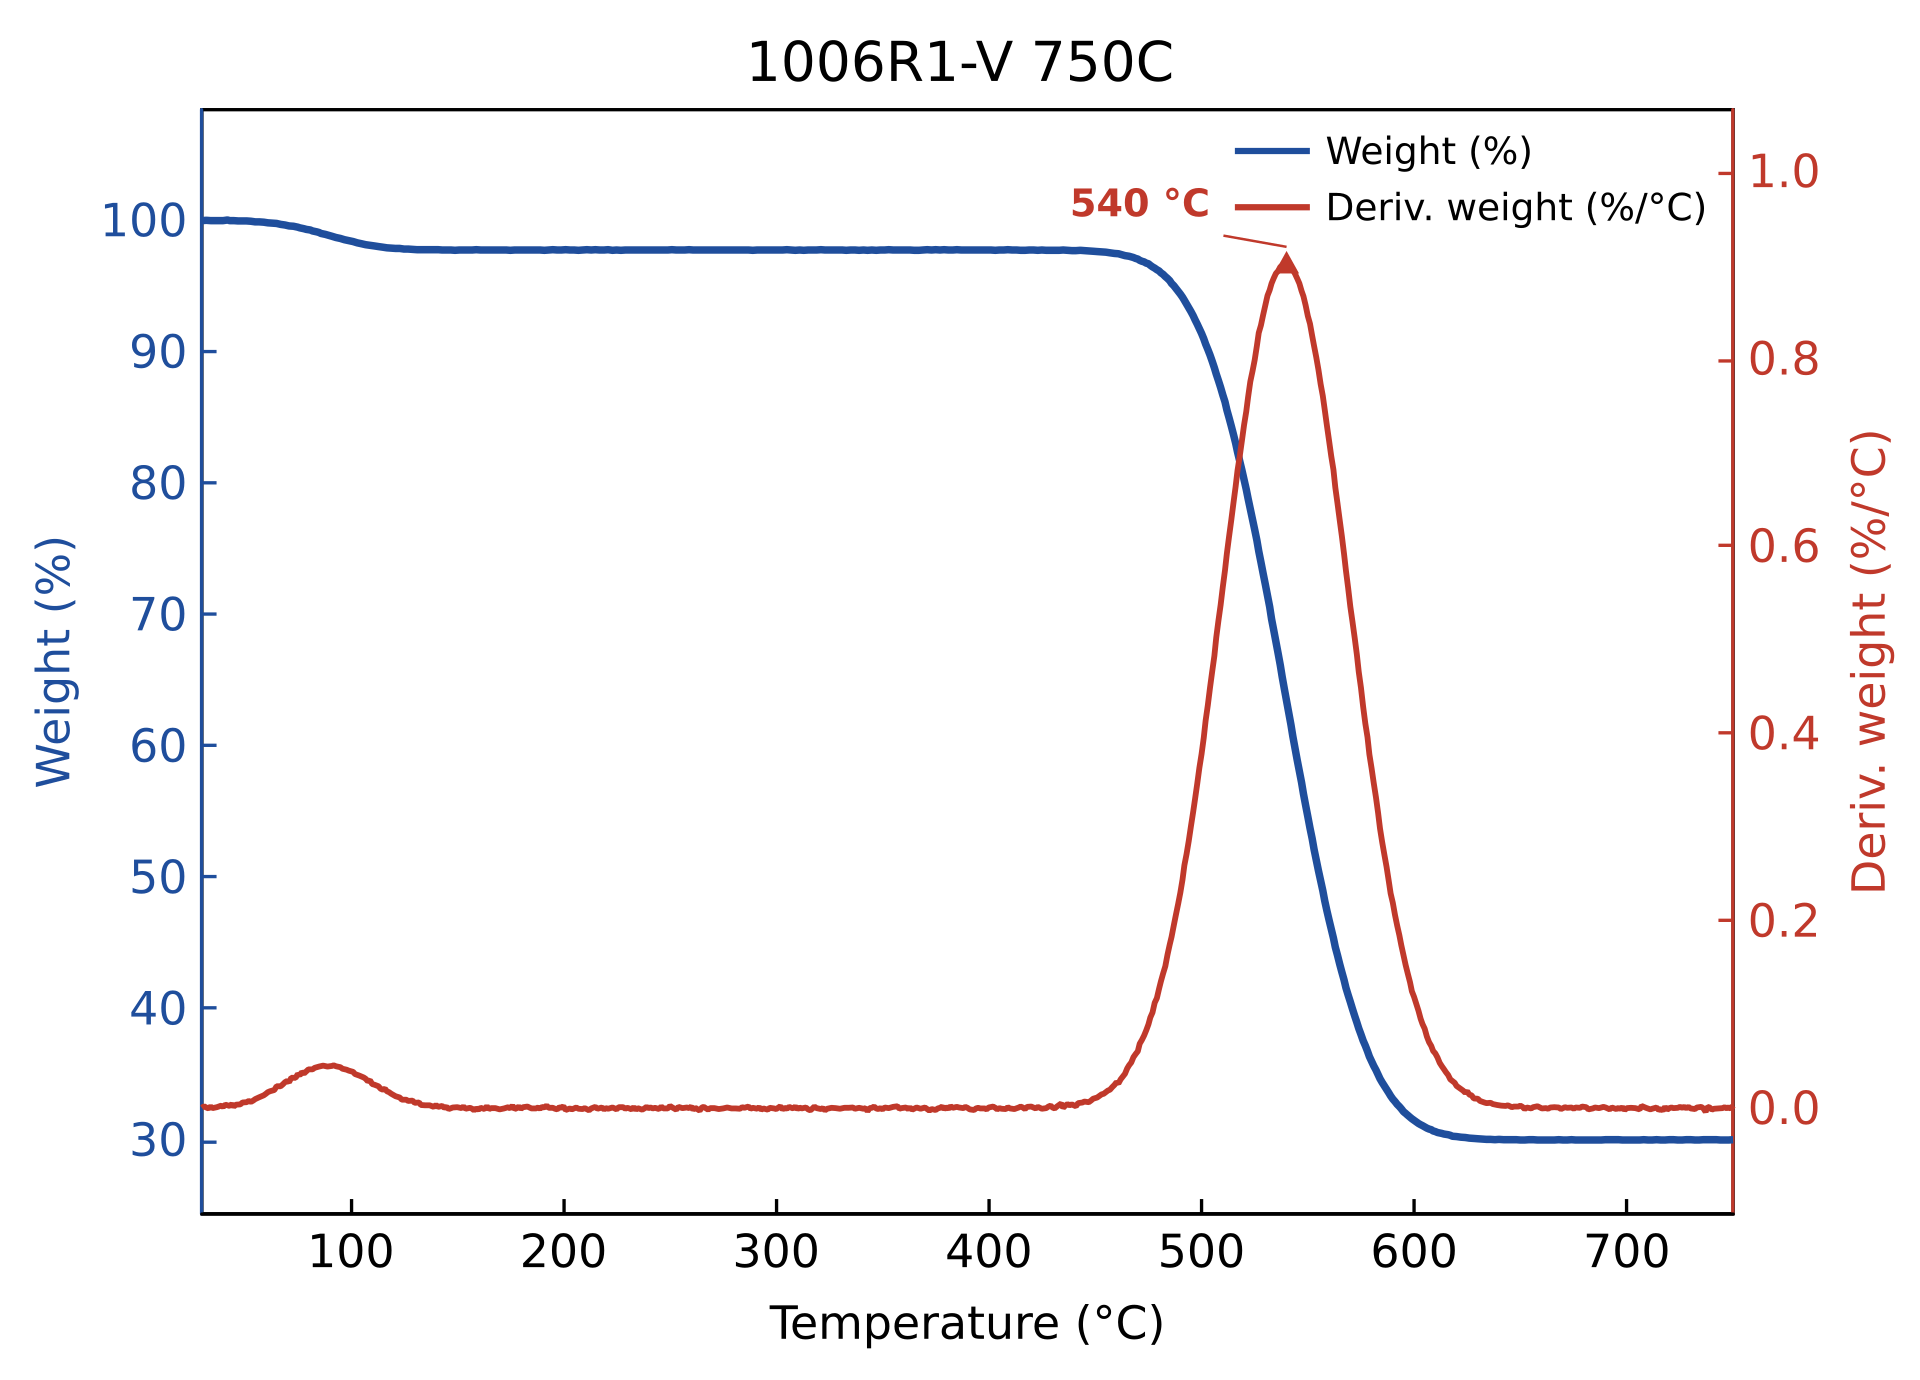 1006R1-V 750C
Weight (%)
Deriv. weight (%/°C)
540 °C
100
90
80
70
60
50
40
30
Weight (%)
1.0
0.8
0.6
0.4
0.2
0.0
Deriv. weight (%/°C)
100 200 300 400 500 600 700
Temperature (°C)